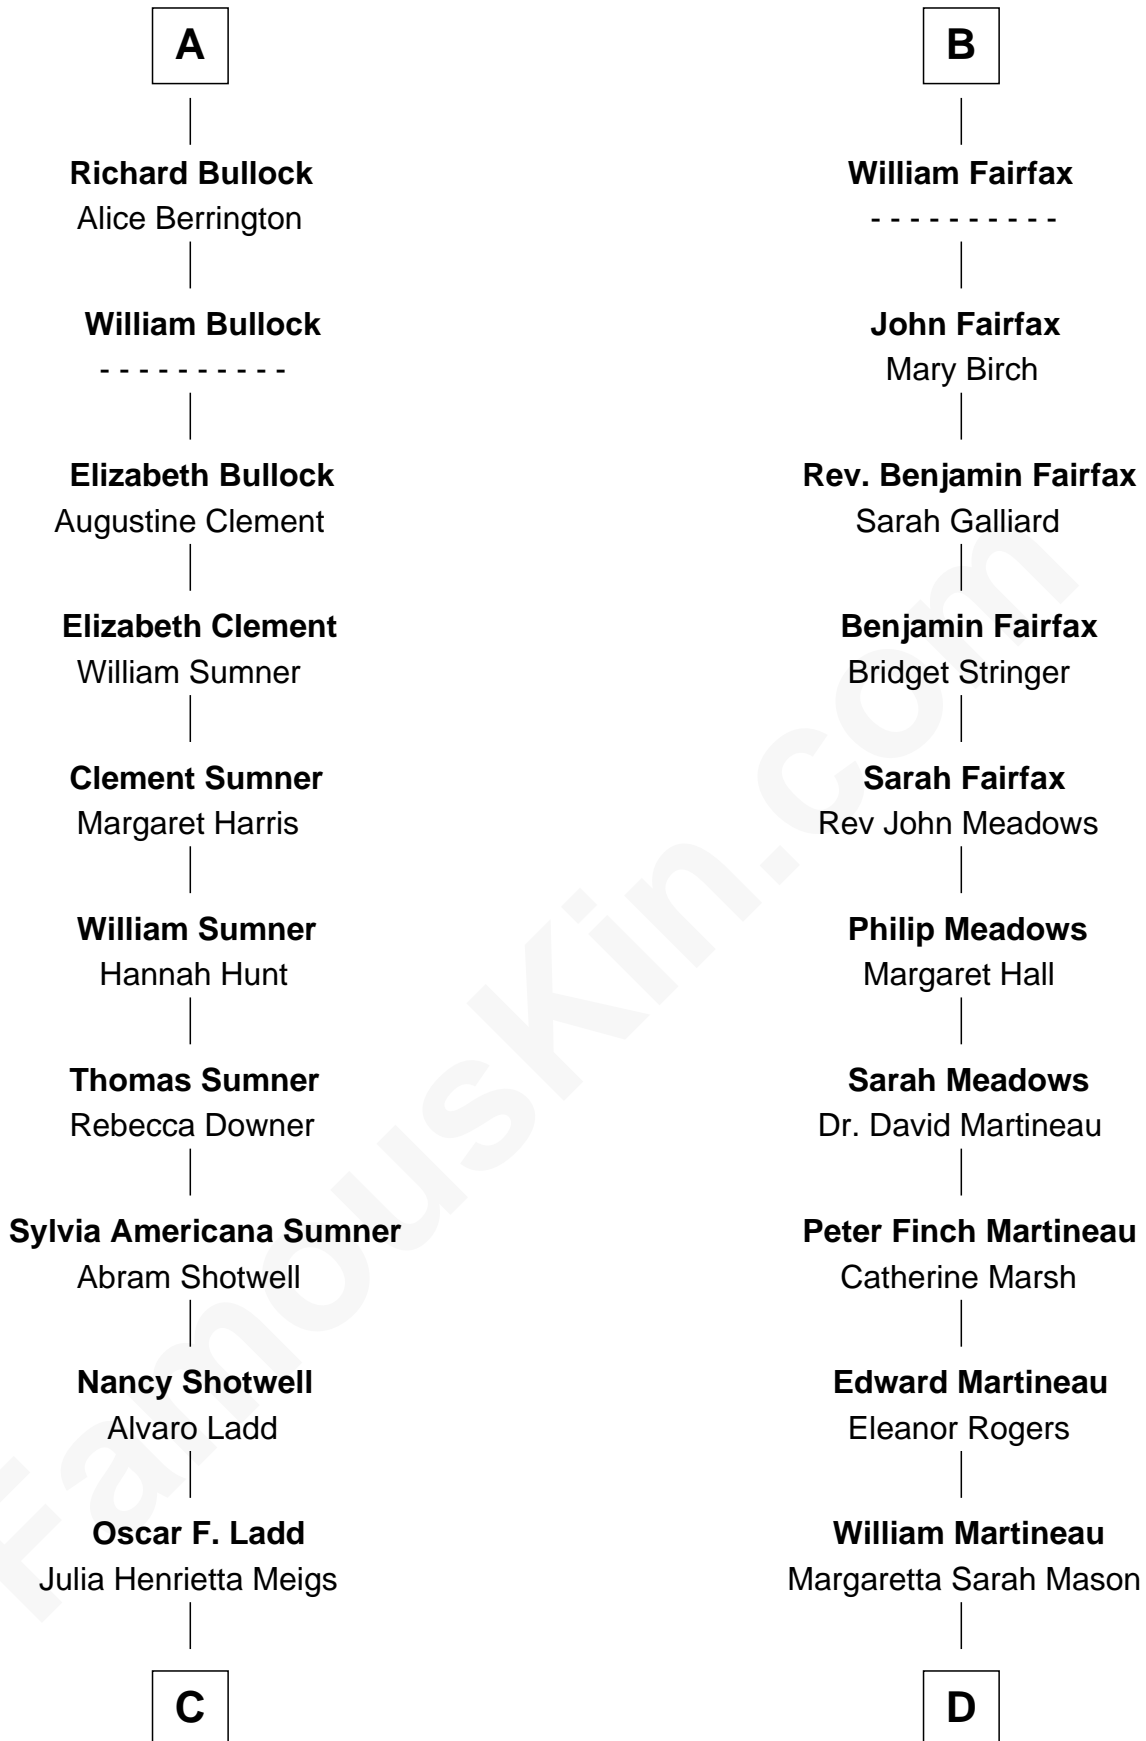 A
Richard Bullock
Alice Berrington
William Bullock
- - - - - - - - - -
Elizabeth Bullock
Augustine Clement
Elizabeth Clement
William Sumner
Clement Sumner
Margaret Harris
William Sumner
Hannah Hunt
Thomas Sumner
Rebecca Downer
Sylvia Americana Sumner
Abram Shotwell
Nancy Shotwell
Alvaro Ladd
Oscar F. Ladd
Julia Henrietta Meigs
C
B
William Fairfax
- - - - - - - - - -
John Fairfax
Mary Birch
Rev. Benjamin Fairfax
Sarah Galliard
Benjamin Fairfax
Bridget Stringer
Sarah Fairfax
Rev John Meadows
Philip Meadows
Margaret Hall
Sarah Meadows
Dr. David Martineau
Peter Finch Martineau
Catherine Marsh
Edward Martineau
Eleanor Rogers
William Martineau
Margaretta Sarah Mason
D
FamousKin.com